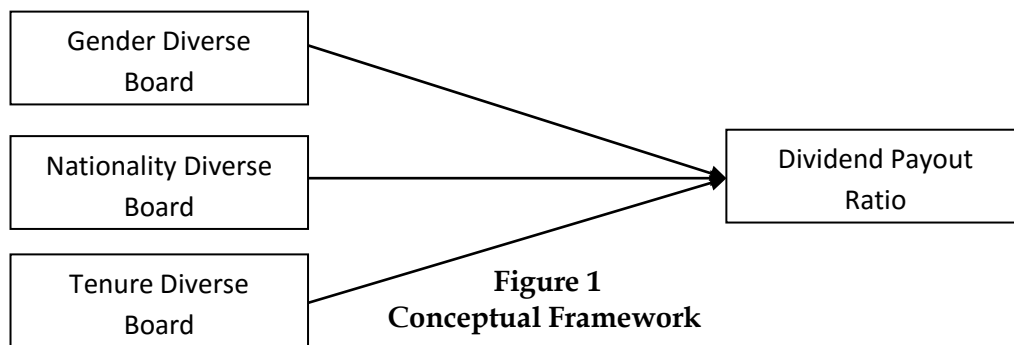 Gender Diverse
Board
Nationality Diverse
Board
Dividend Payout
Ratio
Tenure Diverse
Board
Figure 1
Conceptual Framework